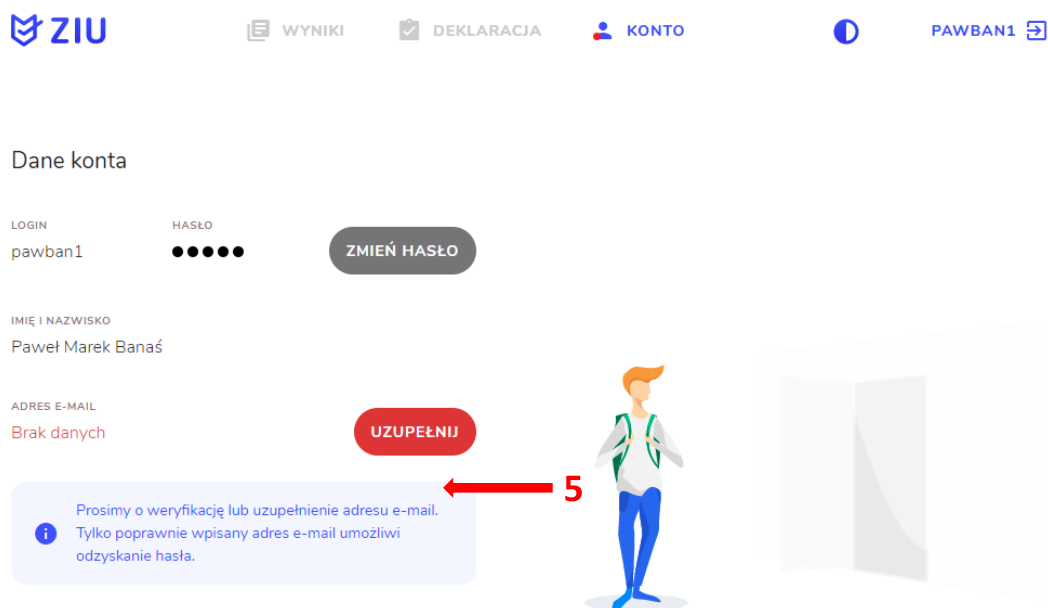 ZIU WYNIKI DEKLARACJA KONTO PAWBAN1
Dane konta
LOGIN HASŁO
pawban1 ●●●●● ZMIEŃ HASŁO
IMIĘ I NAZWISKO
Paweł Marek Banaś
ADRES E-MAIL
Brak danych UZUPEŁNIJ
5
Prosimy o weryfikację lub uzupełnienie adresu e-mail.
Tylko poprawnie wpisany adres e-mail umożliwi
odzyskanie hasła.